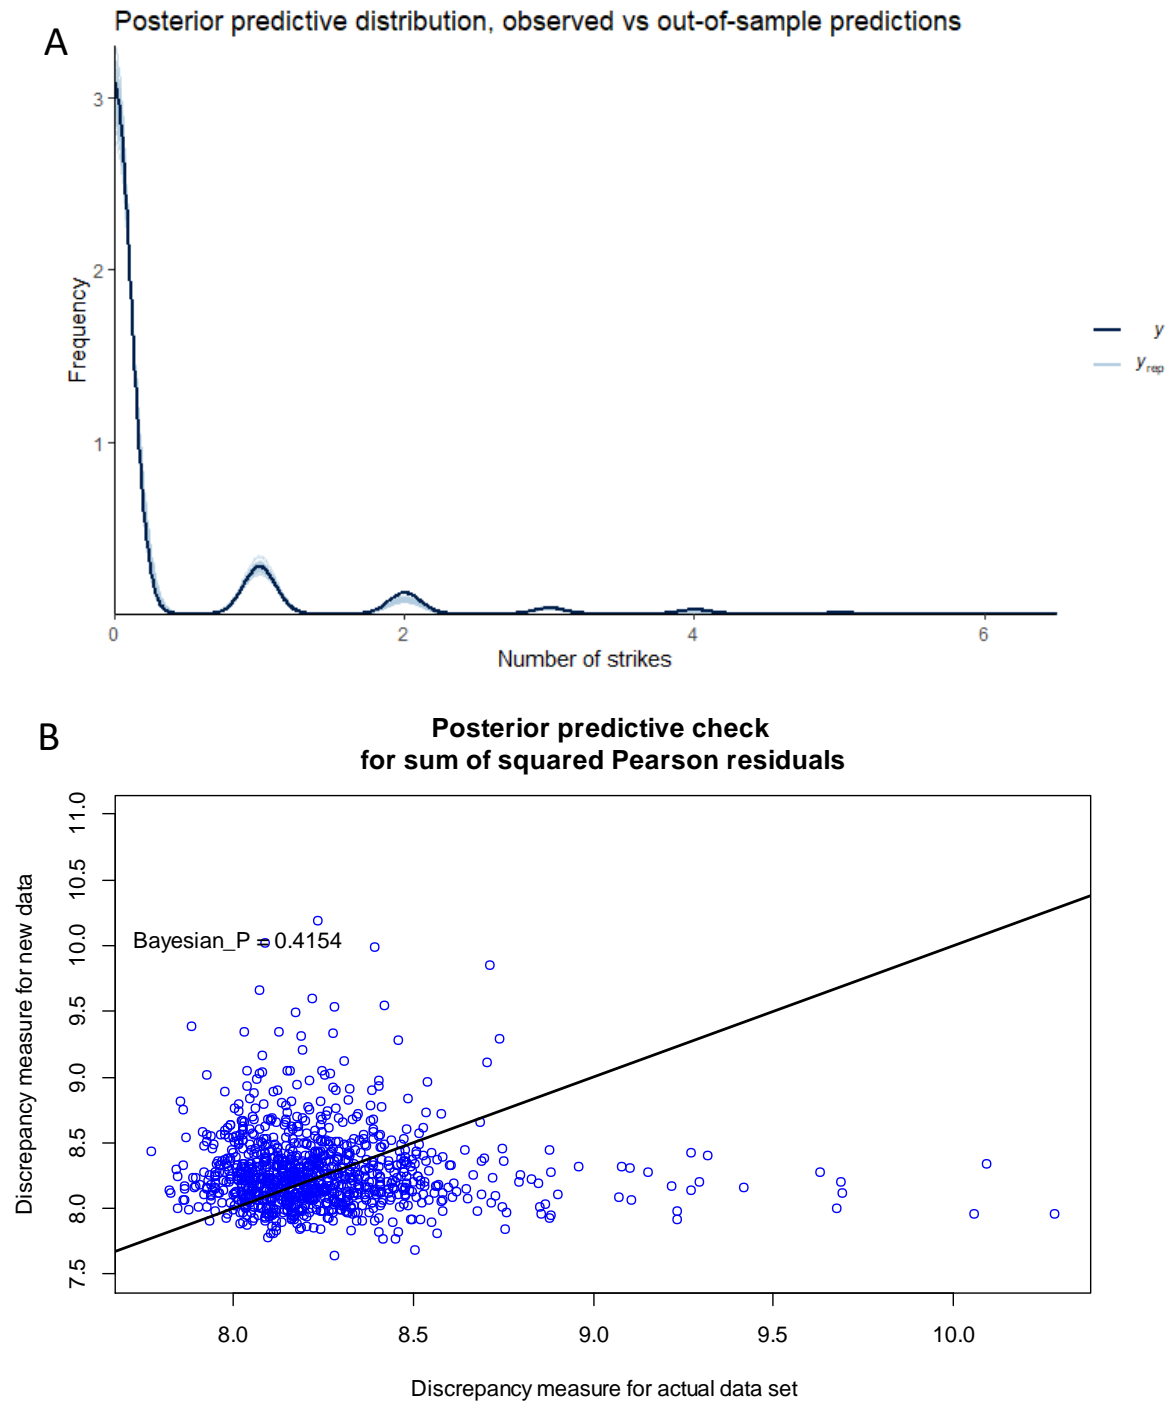 A
Posterior predictive distribution, observed vs out-of-sample predictions
3
2
1
Frequency
0
2
4
6
Number of strikes
y
yrep
B
Posterior predictive check
for sum of squared Pearson residuals
11.0
10.5
10.0
9.5
9.0
8.5
8.0
7.5
Discrepancy measure for new data
Bayesian_P = 0.4154
8.0
8.5
9.0
9.5
10.0
Discrepancy measure for actual data set